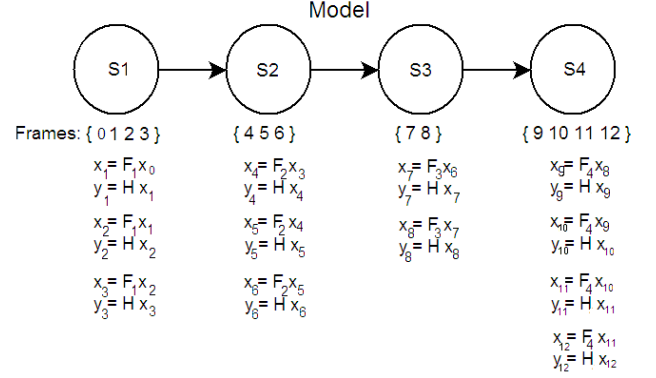 Model
S1 S2 S3 S4
Frames: { 0 1 2 3 } { 4 5 6 } { 7 8 } { 9 10 11 12 }
x₁= F₁x₀ x₄= F₂x₃ x₇= F₃x₆ x₉= F₄x₈
y₁= H x₁ y₄= H x₄ y₇= H x₇ y₉= H x₉
x₂= F₁x₁ x₅= F₂x₄ x₈= F₃x₇ x₁₀= F₄x₉
y₂= H x₂ y₅= H x₅ y₈= H x₈ y₁₀= H x₁₀
x₃= F₁x₂ x₆= F₂x₅ x₁₁= F₄x₁₀
y₃= H x₃ y₆= H x₆ y₁₁= H x₁₁
x₁₂= F₄x₁₁
y₁₂= H x₁₂